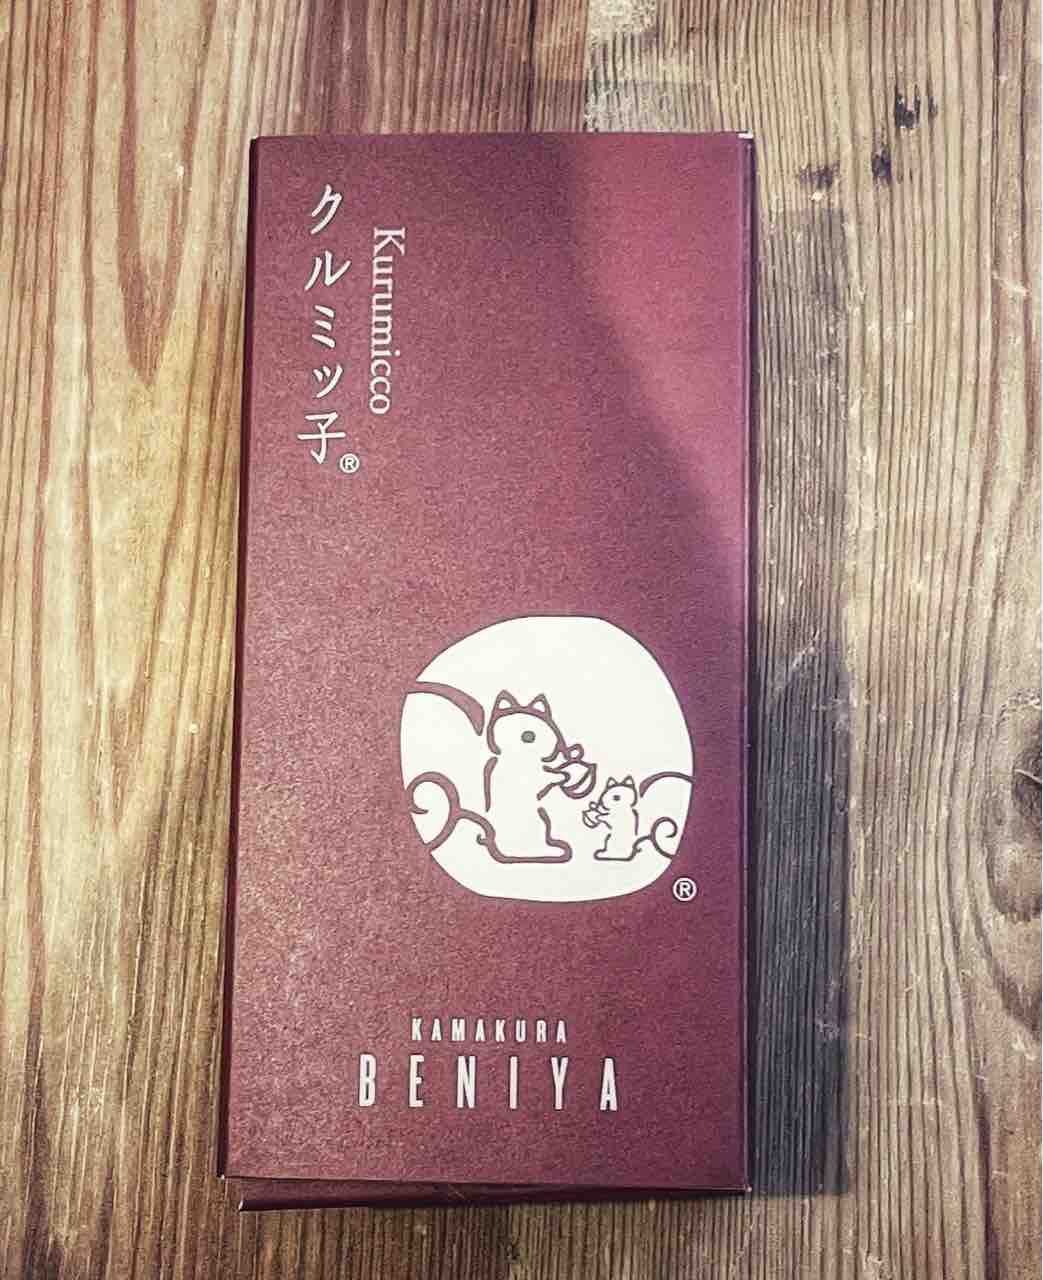 クルミッ子®
Kurumicco
®
KAMAKURA
BENIYA